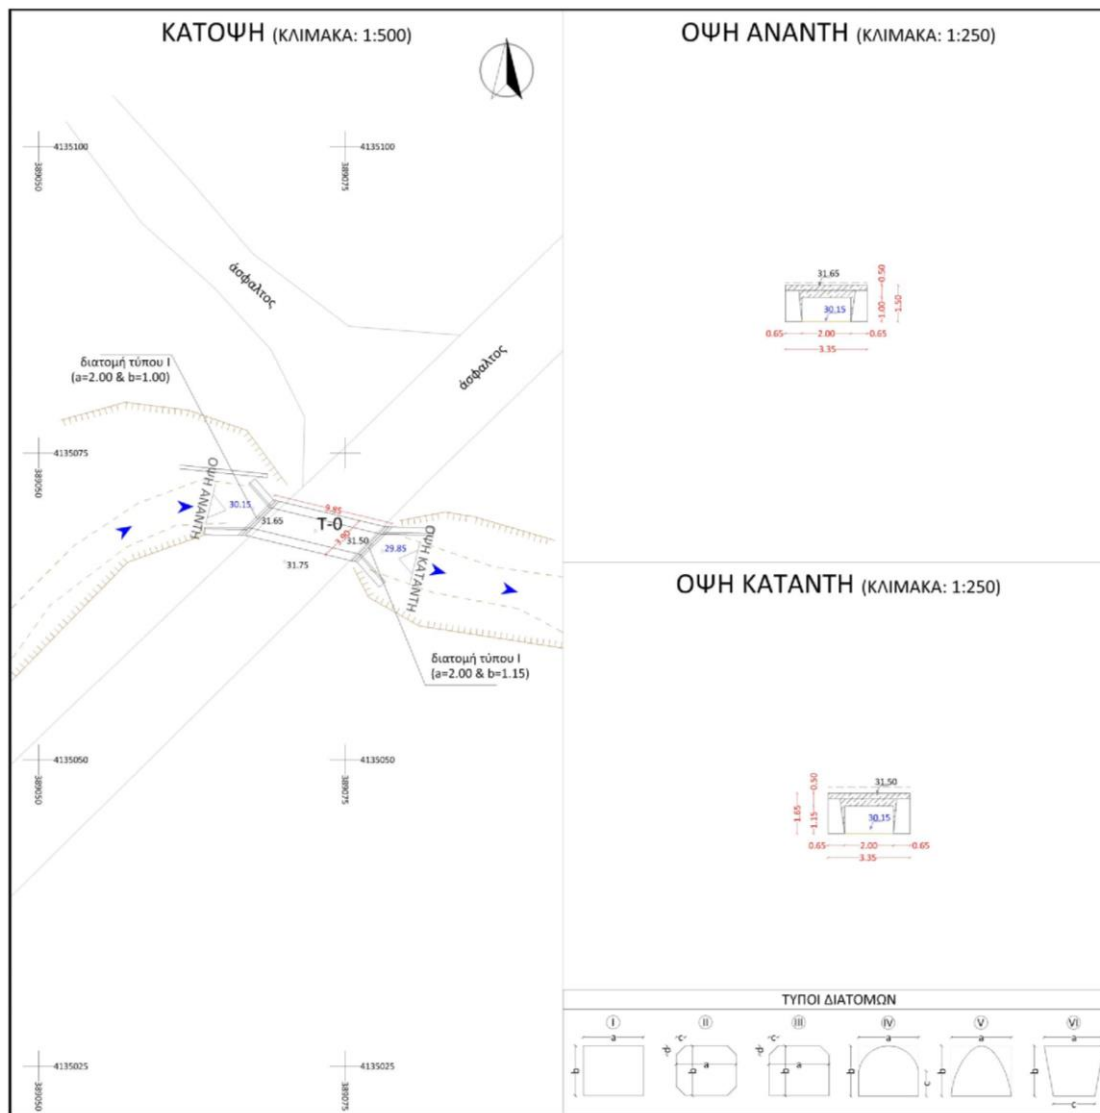 ΚΑΤΟΨΗ (ΚΛΙΜΑΚΑ: 1:500)
4135100
4135100
389050
389075
άσφαλτος
άσφαλτος
διατομή τύπου Ι
(a=2.00 & b=1.00)
4135075
389050
ΟΨΗ ΑΝΑΝΤΗ
30.15
31.65
9.85
Τ-0
3.90
31.50
29.85
31.75
ΟΨΗ ΚΑΤΑΝΤΗ
διατομή τύπου Ι
(a=2.00 & b=1.15)
4135050
4135050
389050
389075
4135025
4135025
389050
389075
ΟΨΗ ΑΝΑΝΤΗ (ΚΛΙΜΑΚΑ: 1:250)
31.65
0.50
30.15
1.00
1.50
0.65
2.00
0.65
3.35
ΟΨΗ ΚΑΤΑΝΤΗ (ΚΛΙΜΑΚΑ: 1:250)
31.50
0.50
1.65
1.15
30.15
0.65
2.00
0.65
3.35
ΤΥΠΟΙ ΔΙΑΤΟΜΩΝ
I II III IV V VI
a c c a a a
b d b a d b a b c b b
c